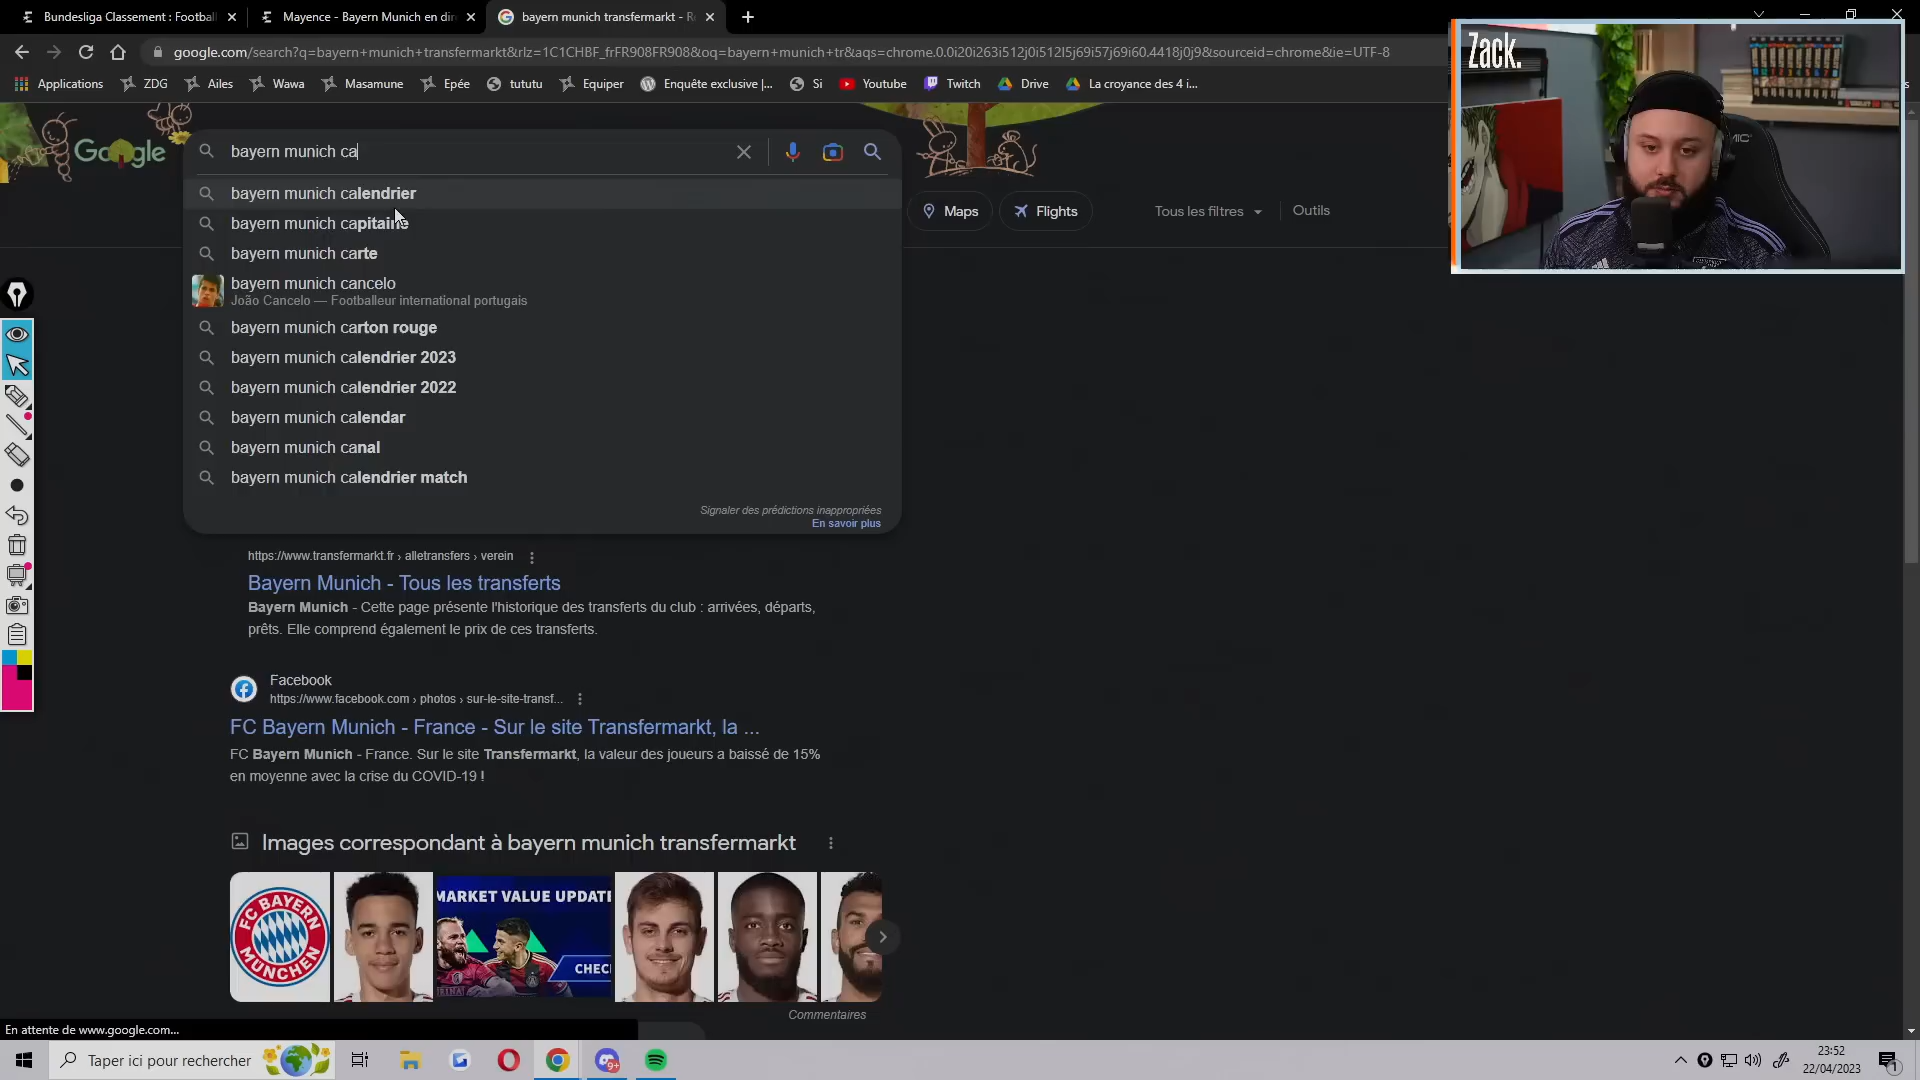 Bundesliga Classement : Football
Mayence - Bayern Munich en dir
bayern munich transfermarkt - R
google.com/search?q=bayern+munich+transfermarkt&rlz=1C1CHBF_frFR908FR908&oq=bayern+munich+tr&aqs=chrome.0.0i20i263i512j0i512l5j69i57j69i60.4418j0j9&sourceid=chrome&ie=UTF-8
Applications
ZDG
Ailes
Wawa
Masamune
Epée
tututu
Equiper
Enquête exclusive |...
Si
Youtube
Twitch
Drive
La croyance des 4 i...
Zack.
Google
bayern munich ca
bayern munich calendrier
bayern munich capitaine
bayern munich carte
bayern munich cancelo
João Cancelo — Footballeur international portugais
bayern munich carton rouge
bayern munich calendrier 2023
bayern munich calendrier 2022
bayern munich calendar
bayern munich canal
bayern munich calendrier match
Signaler des prédictions inappropriées
En savoir plus
Maps
Flights
Tous les filtres
Outils
https://www.transfermarkt.fr › alletransfers › verein
Bayern Munich - Tous les transferts
Bayern Munich - Cette page présente l'historique des transferts du club : arrivées, départs,
prêts. Elle comprend également le prix de ces transferts.
Facebook
https://www.facebook.com › photos › sur-le-site-transf...
FC Bayern Munich - France - Sur le site Transfermarkt, la ...
FC Bayern Munich - France. Sur le site Transfermarkt, la valeur des joueurs a baissé de 15%
en moyenne avec la crise du COVID-19 !
Images correspondant à bayern munich transfermarkt
FC BAYERN
MÜNCHEN
MARKET VALUE UPDATE
CHEC
Commentaires
En attente de www.google.com...
Taper ici pour rechercher
9+
23:52
22/04/2023
1